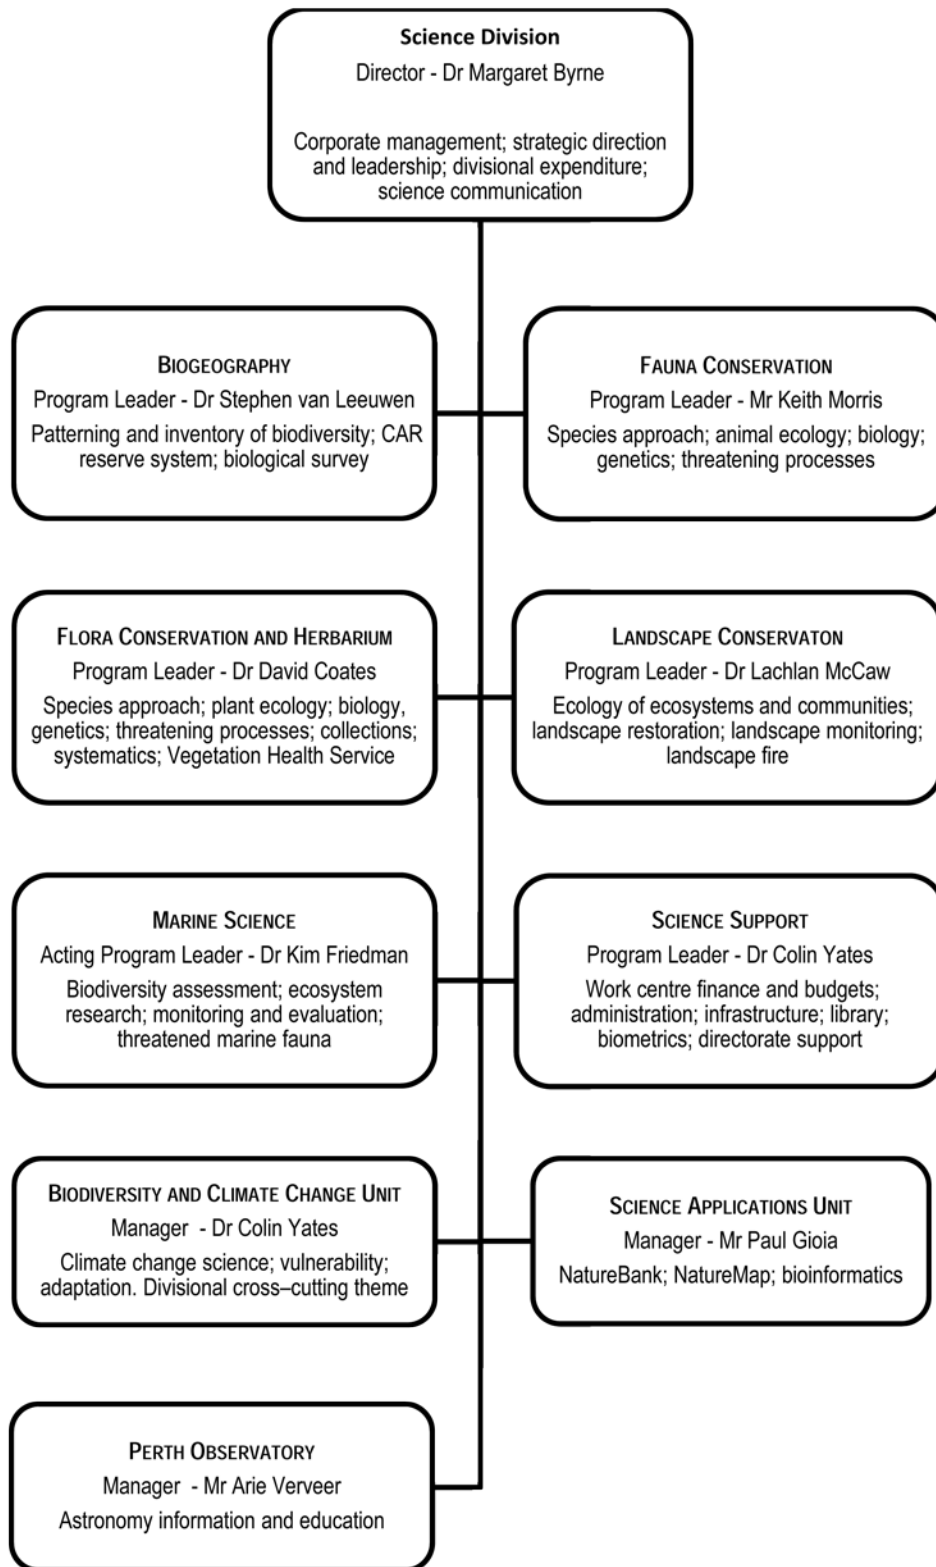 Science Division
Director - Dr Margaret Byrne
Corporate management; strategic direction
and leadership; divisional expenditure;
science communication
BIOGEOGRAPHY
Program Leader - Dr Stephen van Leeuwen
Patterning and inventory of biodiversity; CAR
reserve system; biological survey
FAUNA CONSERVATION
Program Leader - Mr Keith Morris
Species approach; animal ecology; biology;
genetics; threatening processes
FLORA CONSERVATION AND HERBARIUM
Program Leader - Dr David Coates
Species approach; plant ecology; biology,
genetics; threatening processes; collections;
systematics; Vegetation Health Service
LANDSCAPE CONSERVATON
Program Leader - Dr Lachlan McCaw
Ecology of ecosystems and communities;
landscape restoration; landscape monitoring;
landscape fire
MARINE SCIENCE
Acting Program Leader - Dr Kim Friedman
Biodiversity assessment; ecosystem
research; monitoring and evaluation;
threatened marine fauna
SCIENCE SUPPORT
Program Leader - Dr Colin Yates
Work centre finance and budgets;
administration; infrastructure; library;
biometrics; directorate support
BIODIVERSITY AND CLIMATE CHANGE UNIT
Manager - Dr Colin Yates
Climate change science; vulnerability;
adaptation. Divisional cross–cutting theme
SCIENCE APPLICATIONS UNIT
Manager - Mr Paul Gioia
NatureBank; NatureMap; bioinformatics
PERTH OBSERVATORY
Manager - Mr Arie Verveer
Astronomy information and education